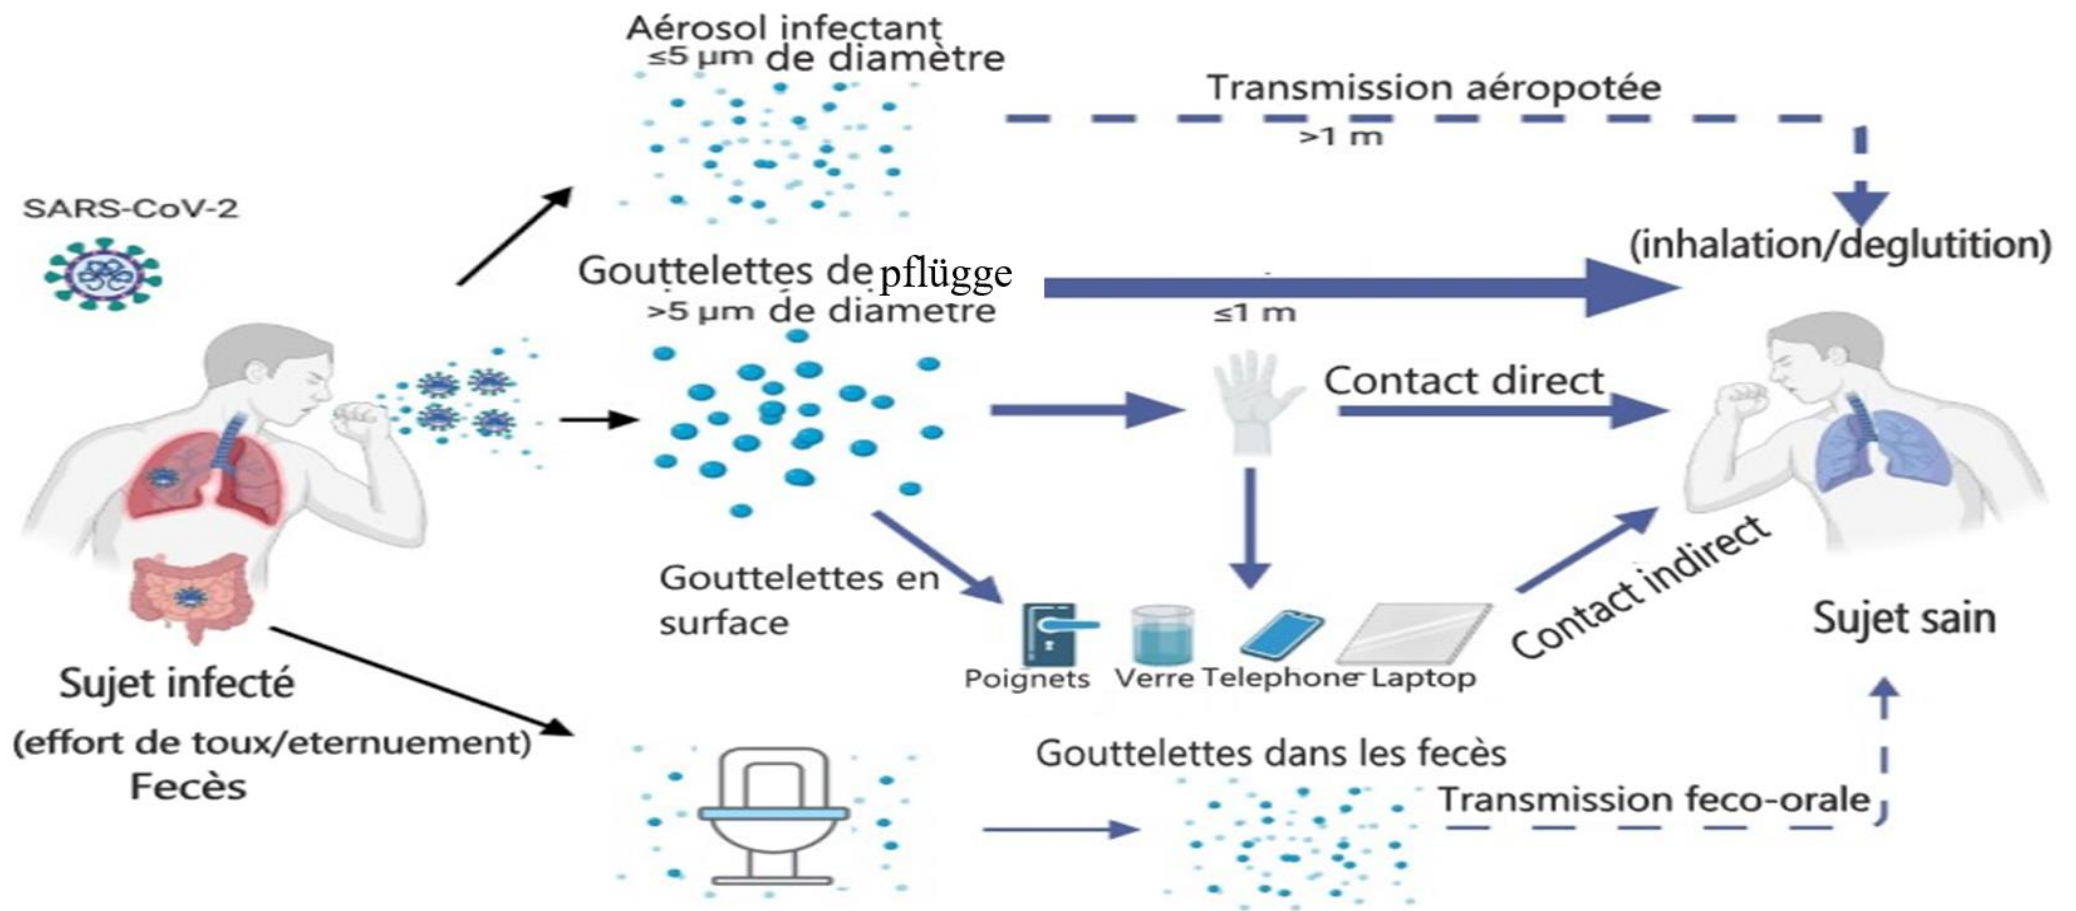 Aérosol infectant
≤5 µm de diamètre
Transmission aéropotée
>1 m
SARS-CoV-2
(inhalation/deglutition)
Gouttelettes de pflügge
>5 µm de diametre
≤1 m
Contact direct
Gouttelettes en
surface
Contact indirect
Sujet sain
Poignets
Verre
Telephone
Laptop
Sujet infecté
(effort de toux/eternuement)
Fecès
Gouttelettes dans les fecès
Transmission feco-orale